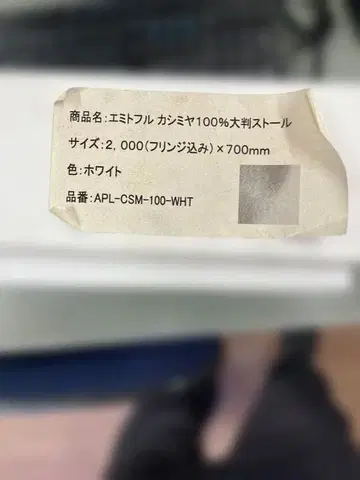 商品名:エミトフル カシミヤ100%大判ストール
サイズ:2,000(フリンジ込み)×700mm
色:ホワイト
品番:APL-CSM-100-WHT